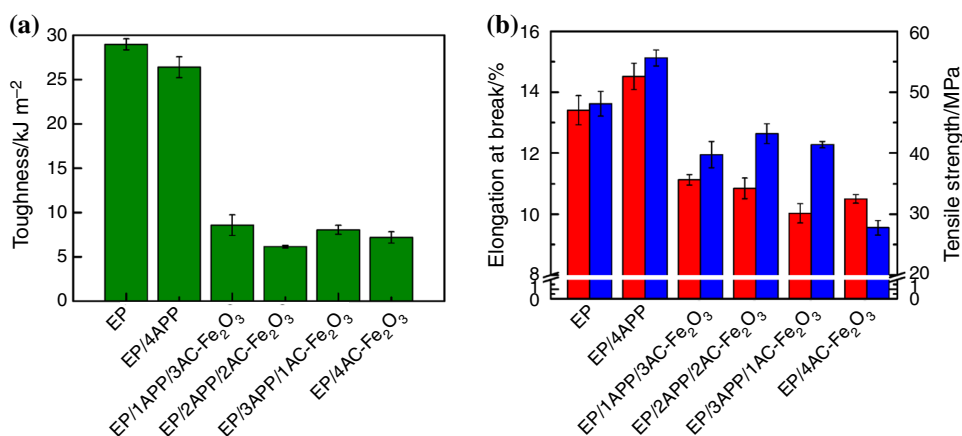 (a)
Toughness/kJ m⁻²
30
25
20
15
10
5
0
EP
EP/4APP
EP/1APP/3AC-Fe₂O₃
EP/2APP/2AC-Fe₂O₃
EP/3APP/1AC-Fe₂O₃
EP/4AC-Fe₂O₃
(b)
Elongation at break/%
16
14
12
10
8
1
0
Tensile strength/MPa
60
50
40
30
20
1
0
EP
EP/4APP
EP/1APP/3AC-Fe₂O₃
EP/2APP/2AC-Fe₂O₃
EP/3APP/1AC-Fe₂O₃
EP/4AC-Fe₂O₃